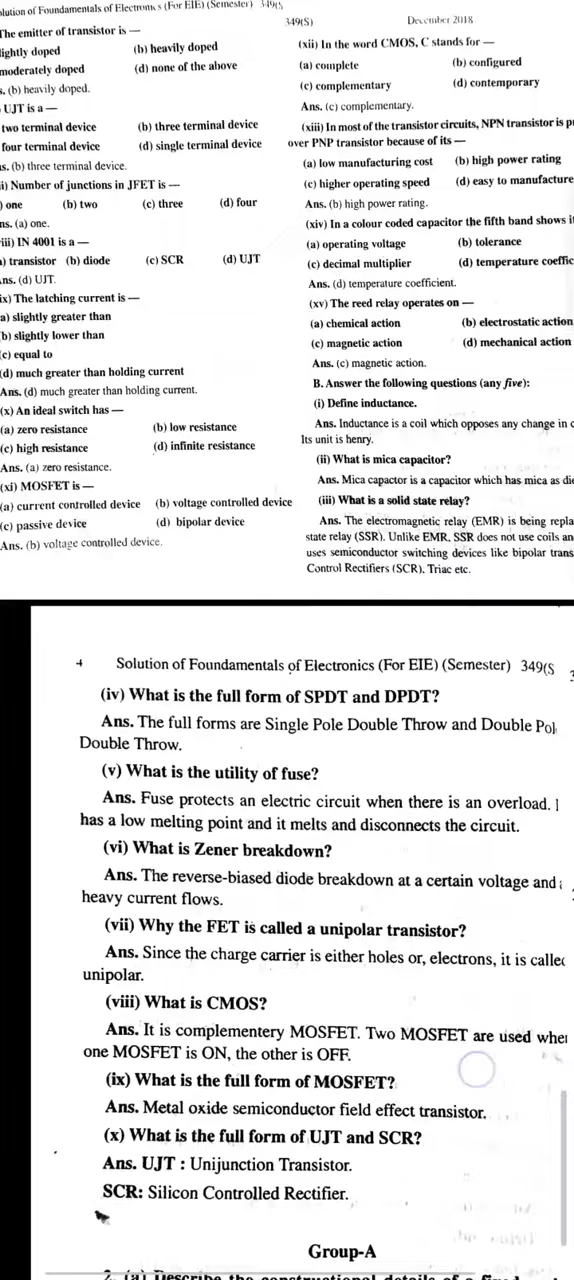 olution of Foundamentals of Electronics (For EIE) (Semester) 349(S
The emitter of transistor is —
ightly doped (b) heavily doped
moderately doped (d) none of the above
s. (b) heavily doped.
UJT is a —
two terminal device (b) three terminal device
four terminal device (d) single terminal device
ns. (b) three terminal device.
ii) Number of junctions in JFET is —
) one (b) two (c) three (d) four
ns. (a) one.
iii) IN 4001 is a —
) transistor (b) diode (c) SCR (d) UJT
ns. (d) UJT.
ix) The latching current is —
a) slightly greater than
b) slightly lower than
(c) equal to
(d) much greater than holding current
Ans. (d) much greater than holding current.
(x) An ideal switch has —
(a) zero resistance (b) low resistance
(c) high resistance (d) infinite resistance
Ans. (a) zero resistance.
(xi) MOSFET is —
(a) current controlled device (b) voltage controlled device
(c) passive device (d) bipolar device
Ans. (b) voltage controlled device.
349(S) December 2018
(xii) In the word CMOS, C stands for —
(a) complete (b) configured
(c) complementary (d) contemporary
Ans. (c) complementary.
(xiii) In most of the transistor circuits, NPN transistor is pr
over PNP transistor because of its —
(a) low manufacturing cost (b) high power rating
(c) higher operating speed (d) easy to manufacture
Ans. (b) high power rating.
(xiv) In a colour coded capacitor the fifth band shows it
(a) operating voltage (b) tolerance
(c) decimal multiplier (d) temperature coeffic
Ans. (d) temperature coefficient.
(xv) The reed relay operates on —
(a) chemical action (b) electrostatic action
(c) magnetic action (d) mechanical action
Ans. (c) magnetic action.
B. Answer the following questions (any five):
(i) Define inductance.
Ans. Inductance is a coil which opposes any change in c
Its unit is henry.
(ii) What is mica capacitor?
Ans. Mica capactor is a capacitor which has mica as die
(iii) What is a solid state relay?
Ans. The electromagnetic relay (EMR) is being repla
state relay (SSR). Unlike EMR, SSR does not use coils an
uses semiconductor switching devices like bipolar trans
Control Rectifiers (SCR), Triac etc.
4 Solution of Foundamentals of Electronics (For EIE) (Semester) 349(S
(iv) What is the full form of SPDT and DPDT?
Ans. The full forms are Single Pole Double Throw and Double Pol
Double Throw.
(v) What is the utility of fuse?
Ans. Fuse protects an electric circuit when there is an overload. I
has a low melting point and it melts and disconnects the circuit.
(vi) What is Zener breakdown?
Ans. The reverse-biased diode breakdown at a certain voltage and a
heavy current flows.
(vii) Why the FET is called a unipolar transistor?
Ans. Since the charge carrier is either holes or, electrons, it is called
unipolar.
(viii) What is CMOS?
Ans. It is complementery MOSFET. Two MOSFET are used when
one MOSFET is ON, the other is OFF.
(ix) What is the full form of MOSFET?
Ans. Metal oxide semiconductor field effect transistor.
(x) What is the full form of UJT and SCR?
Ans. UJT : Unijunction Transistor.
SCR: Silicon Controlled Rectifier.
Group-A
2. (a) Describe the constructional details of a